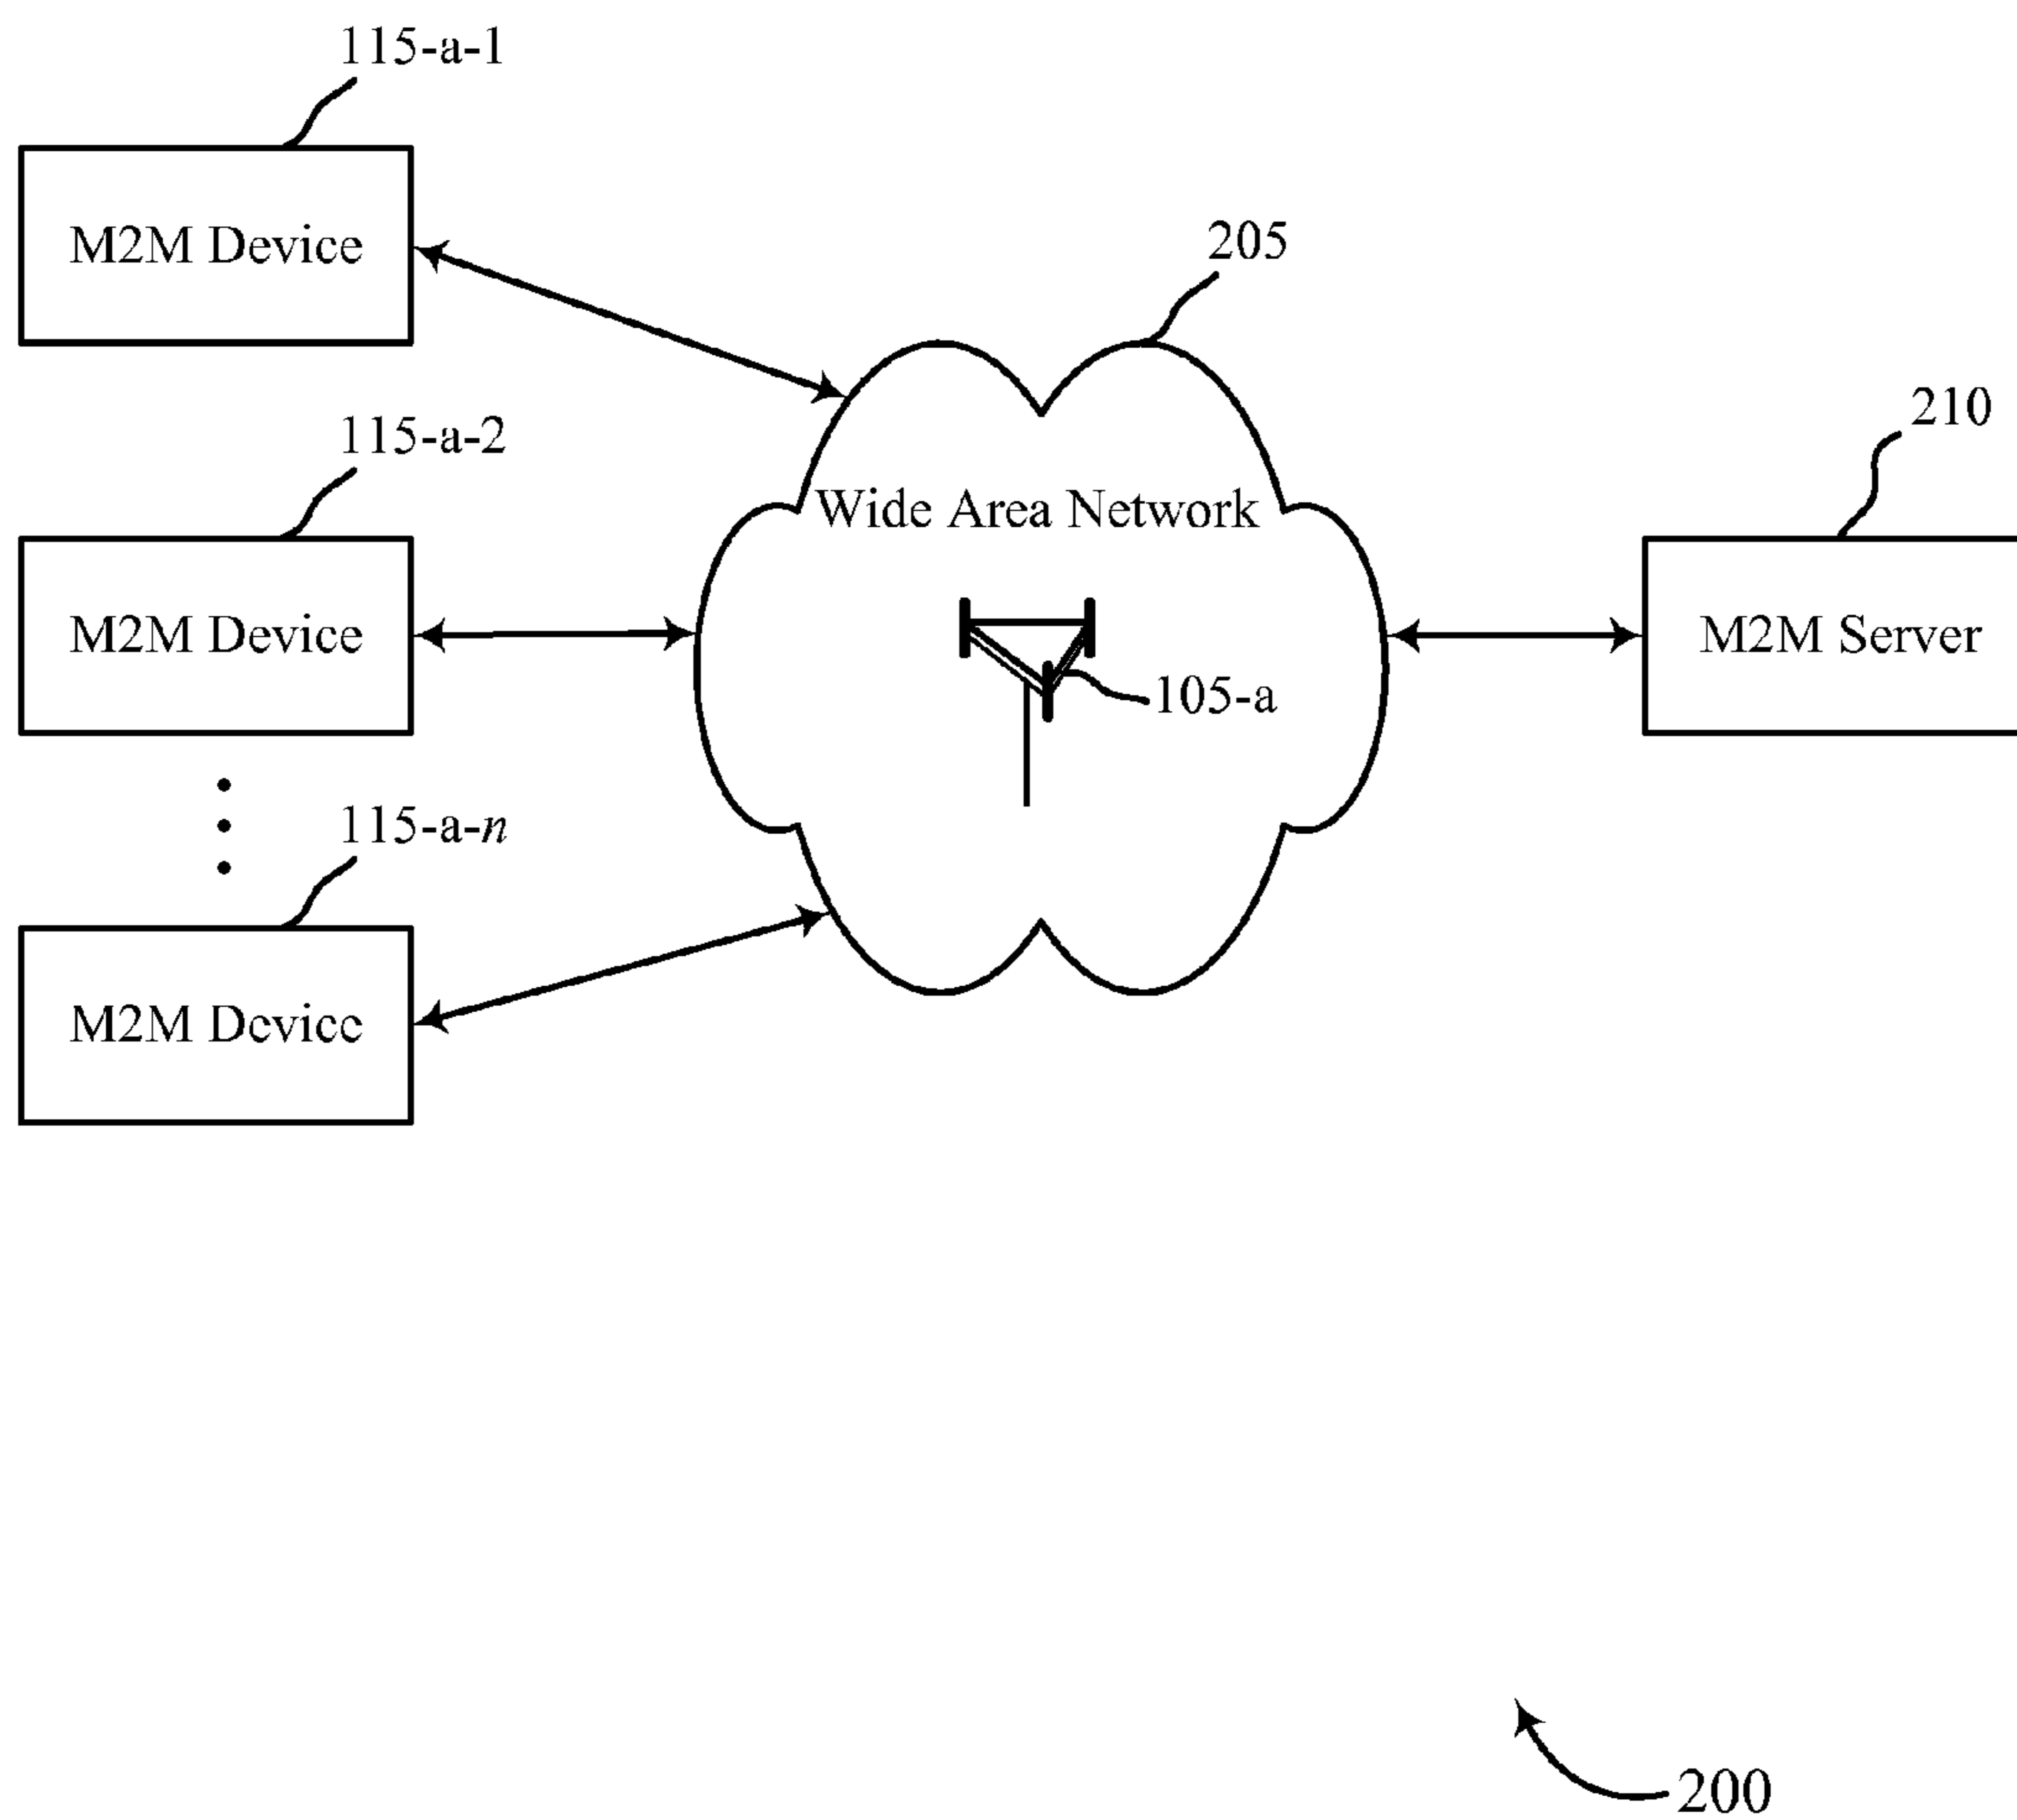 115-a-1
M2M Device
205
210
115-a-2
Wide Area Network
M2M Device
M2M Server
105-a
115-a-n
M2M Device
200